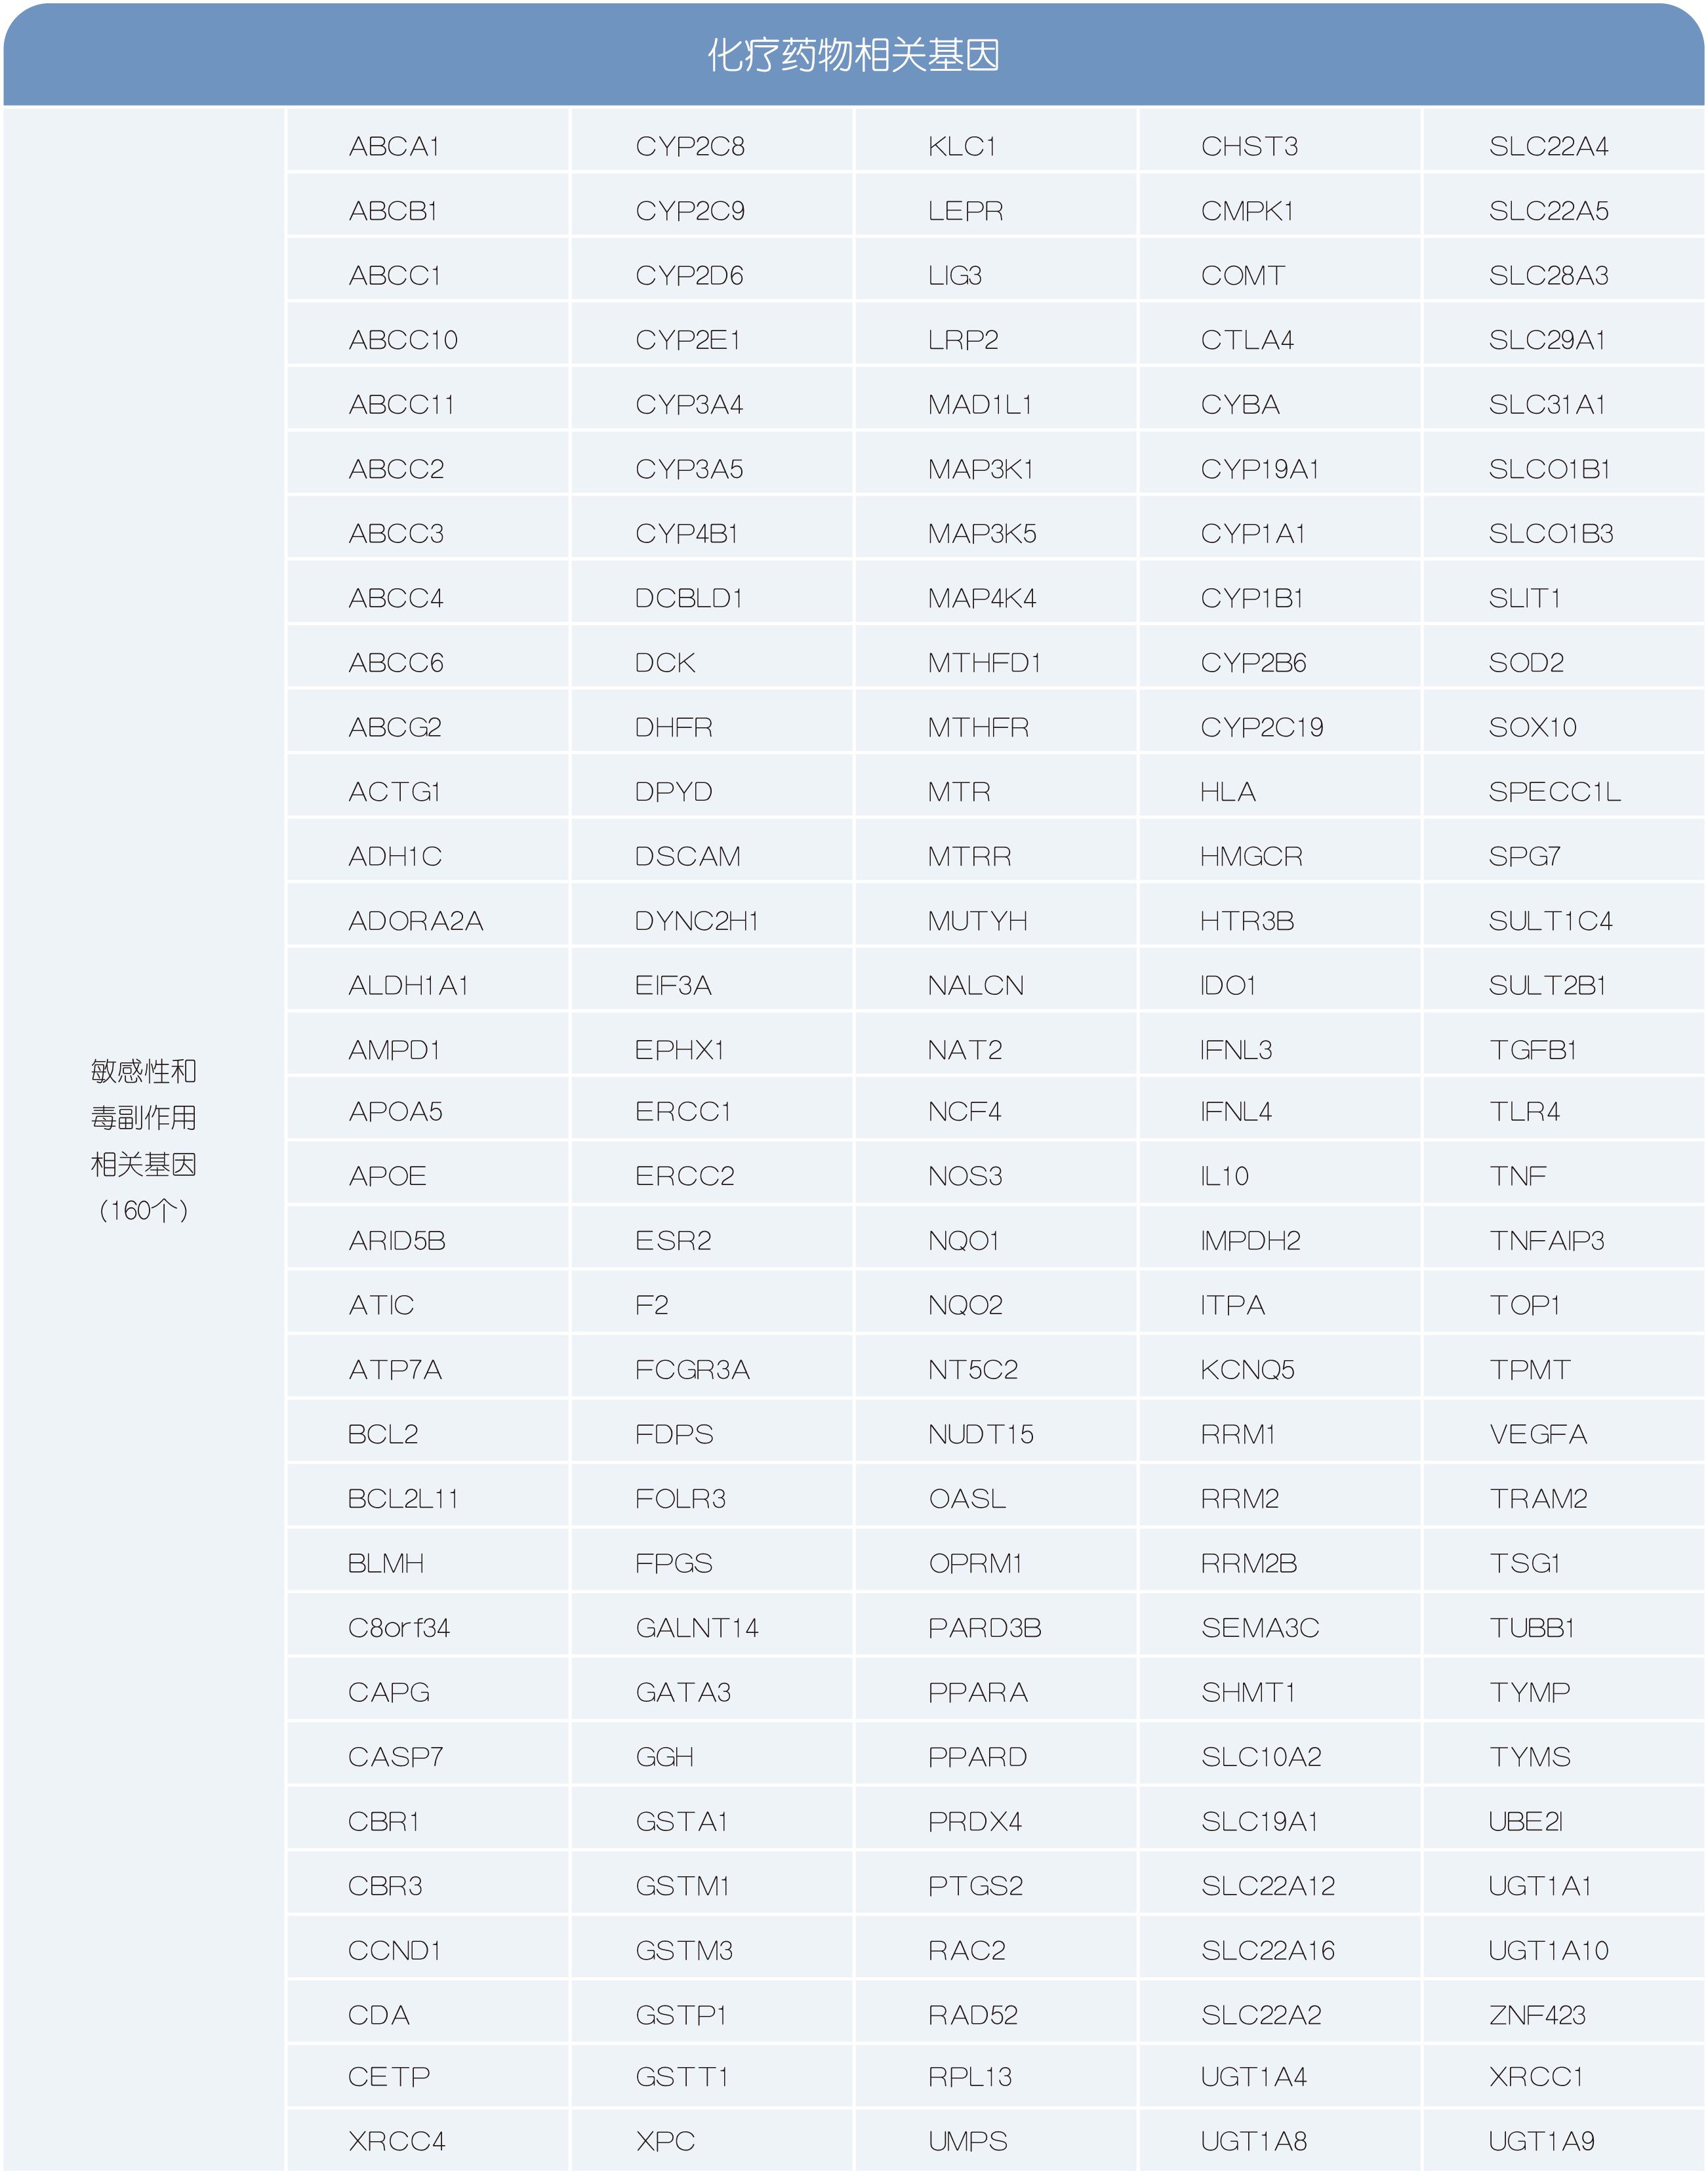 化疗药物相关基因
敏感性和
毒副作用
相关基因
（160个）
ABCA1 CYP2C8 KLC1 CHST3 SLC22A4
ABCB1 CYP2C9 LEPR CMPK1 SLC22A5
ABCC1 CYP2D6 LIG3 COMT SLC28A3
ABCC10 CYP2E1 LRP2 CTLA4 SLC29A1
ABCC11 CYP3A4 MAD1L1 CYBA SLC31A1
ABCC2 CYP3A5 MAP3K1 CYP19A1 SLCO1B1
ABCC3 CYP4B1 MAP3K5 CYP1A1 SLCO1B3
ABCC4 DCBLD1 MAP4K4 CYP1B1 SLIT1
ABCC6 DCK MTHFD1 CYP2B6 SOD2
ABCG2 DHFR MTHFR CYP2C19 SOX10
ACTG1 DPYD MTR HLA SPECC1L
ADH1C DSCAM MTRR HMGCR SPG7
ADORA2A DYNC2H1 MUTYH HTR3B SULT1C4
ALDH1A1 EIF3A NALCN IDO1 SULT2B1
AMPD1 EPHX1 NAT2 IFNL3 TGFB1
APOA5 ERCC1 NCF4 IFNL4 TLR4
APOE ERCC2 NOS3 IL10 TNF
ARID5B ESR2 NQO1 IMPDH2 TNFAIP3
ATIC F2 NQO2 ITPA TOP1
ATP7A FCGR3A NT5C2 KCNQ5 TPMT
BCL2 FDPS NUDT15 RRM1 VEGFA
BCL2L11 FOLR3 OASL RRM2 TRAM2
BLMH FPGS OPRM1 RRM2B TSG1
C8orf34 GALNT14 PARD3B SEMA3C TUBB1
CAPG GATA3 PPARA SHMT1 TYMP
CASP7 GGH PPARD SLC10A2 TYMS
CBR1 GSTA1 PRDX4 SLC19A1 UBE2I
CBR3 GSTM1 PTGS2 SLC22A12 UGT1A1
CCND1 GSTM3 RAC2 SLC22A16 UGT1A10
CDA GSTP1 RAD52 SLC22A2 ZNF423
CETP GSTT1 RPL13 UGT1A4 XRCC1
XRCC4 XPC UMPS UGT1A8 UGT1A9